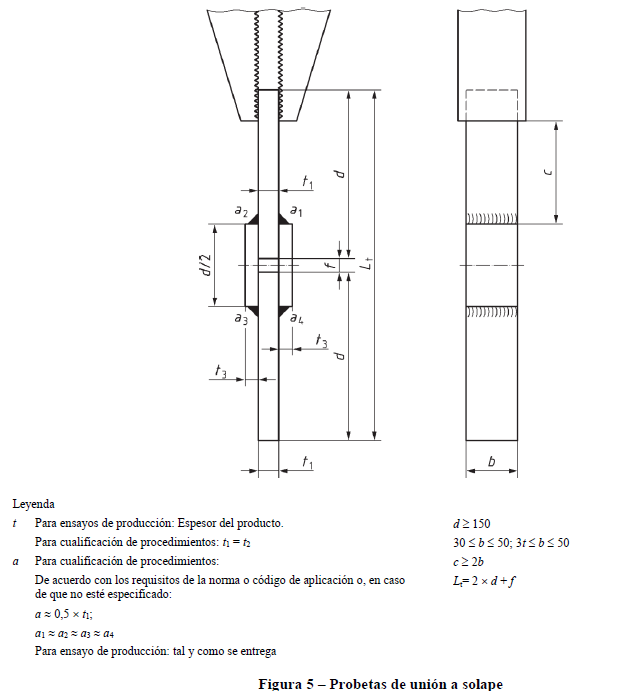 t1
d
c
a2
a1
d/2
f
Lt
a3
a4
t3
d
t3
t1
b
Leyenda
t Para ensayos de producción: Espesor del producto. d ≥ 150
Para cualificación de procedimientos: t1 = t2 30 ≤ b ≤ 50; 3t ≤ b ≤ 50
a Para cualificación de procedimientos: c ≥ 2b
De acuerdo con los requisitos de la norma o código de aplicación o, en caso Lt= 2 × d + f
de que no esté especificado:
a ≈ 0,5 × t1;
a1 ≈ a2 ≈ a3 ≈ a4
Para ensayo de producción: tal y como se entrega
Figura 5 – Probetas de unión a solape